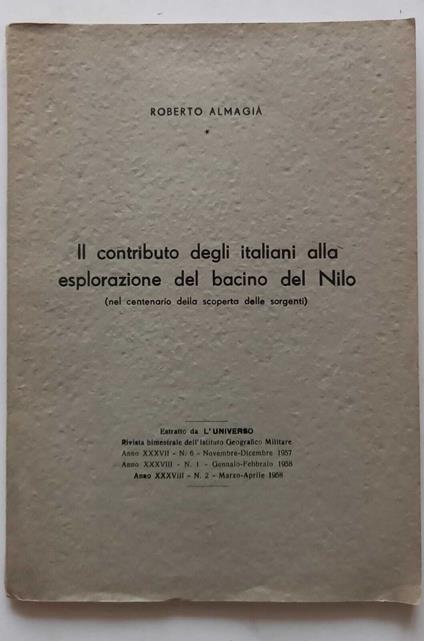 ROBERTO ALMAGIÀ
*
Il contributo degli italiani alla
esplorazione del bacino del Nilo
(nel centenario della scoperta delle sorgenti)
Estratto da L'UNIVERSO
Rivista bimestrale dell'Istituto Geografico Militare
Anno XXXVII - N. 6 - Novembre-Dicembre 1957
Anno XXXVIII - N. 1 - Gennaio-Febbraio 1958
Anno XXXVIII - N. 2 - Marzo-Aprile 1958